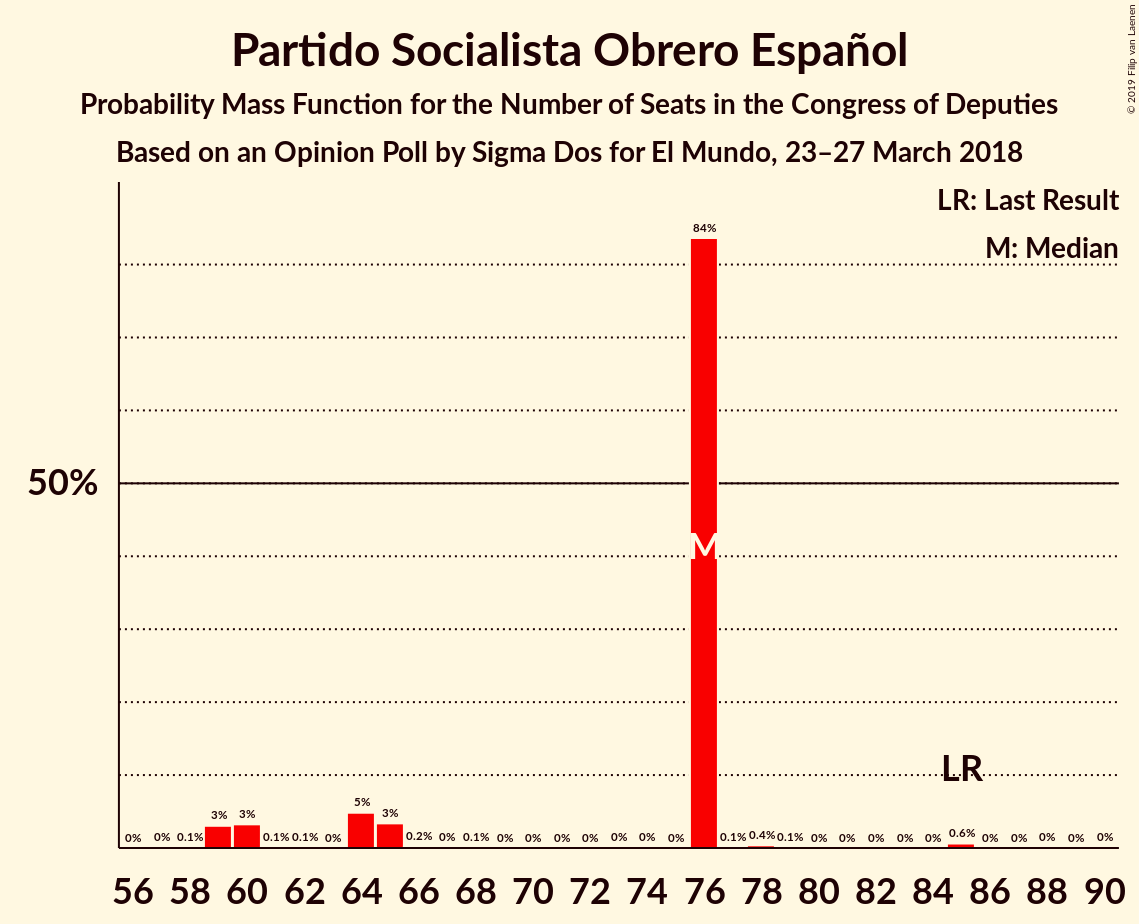 Partido Socialista Obrero Español
Probability Mass Function for the Number of Seats in the Congress of Deputies
Based on an Opinion Poll by Sigma Dos for El Mundo, 23–27 March 2018
© 2019 Filip van Laenen
LR: Last Result
M: Median
84%
50%
M
LR
0% 0% 0.1% 3% 3% 0.1% 0.1% 0% 5% 3% 0.2% 0% 0.1% 0% 0% 0% 0% 0% 0% 0% 0.1% 0.4% 0.1% 0% 0% 0% 0% 0% 0.6% 0% 0% 0% 0% 0%
56 58 60 62 64 66 68 70 72 74 76 78 80 82 84 86 88 90